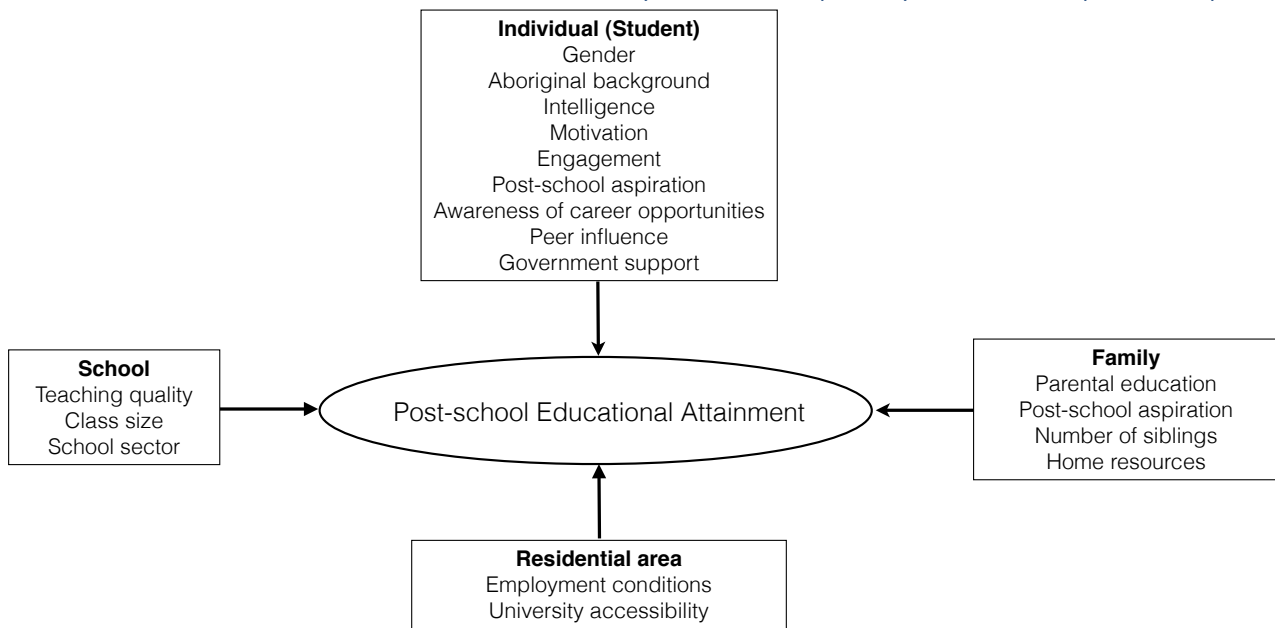 Individual (Student)
Gender
Aboriginal background
Intelligence
Motivation
Engagement
Post-school aspiration
Awareness of career opportunities
Peer influence
Government support
School
Teaching quality
Class size
School sector
Post-school Educational Attainment
Family
Parental education
Post-school aspiration
Number of siblings
Home resources
Residential area
Employment conditions
University accessibility